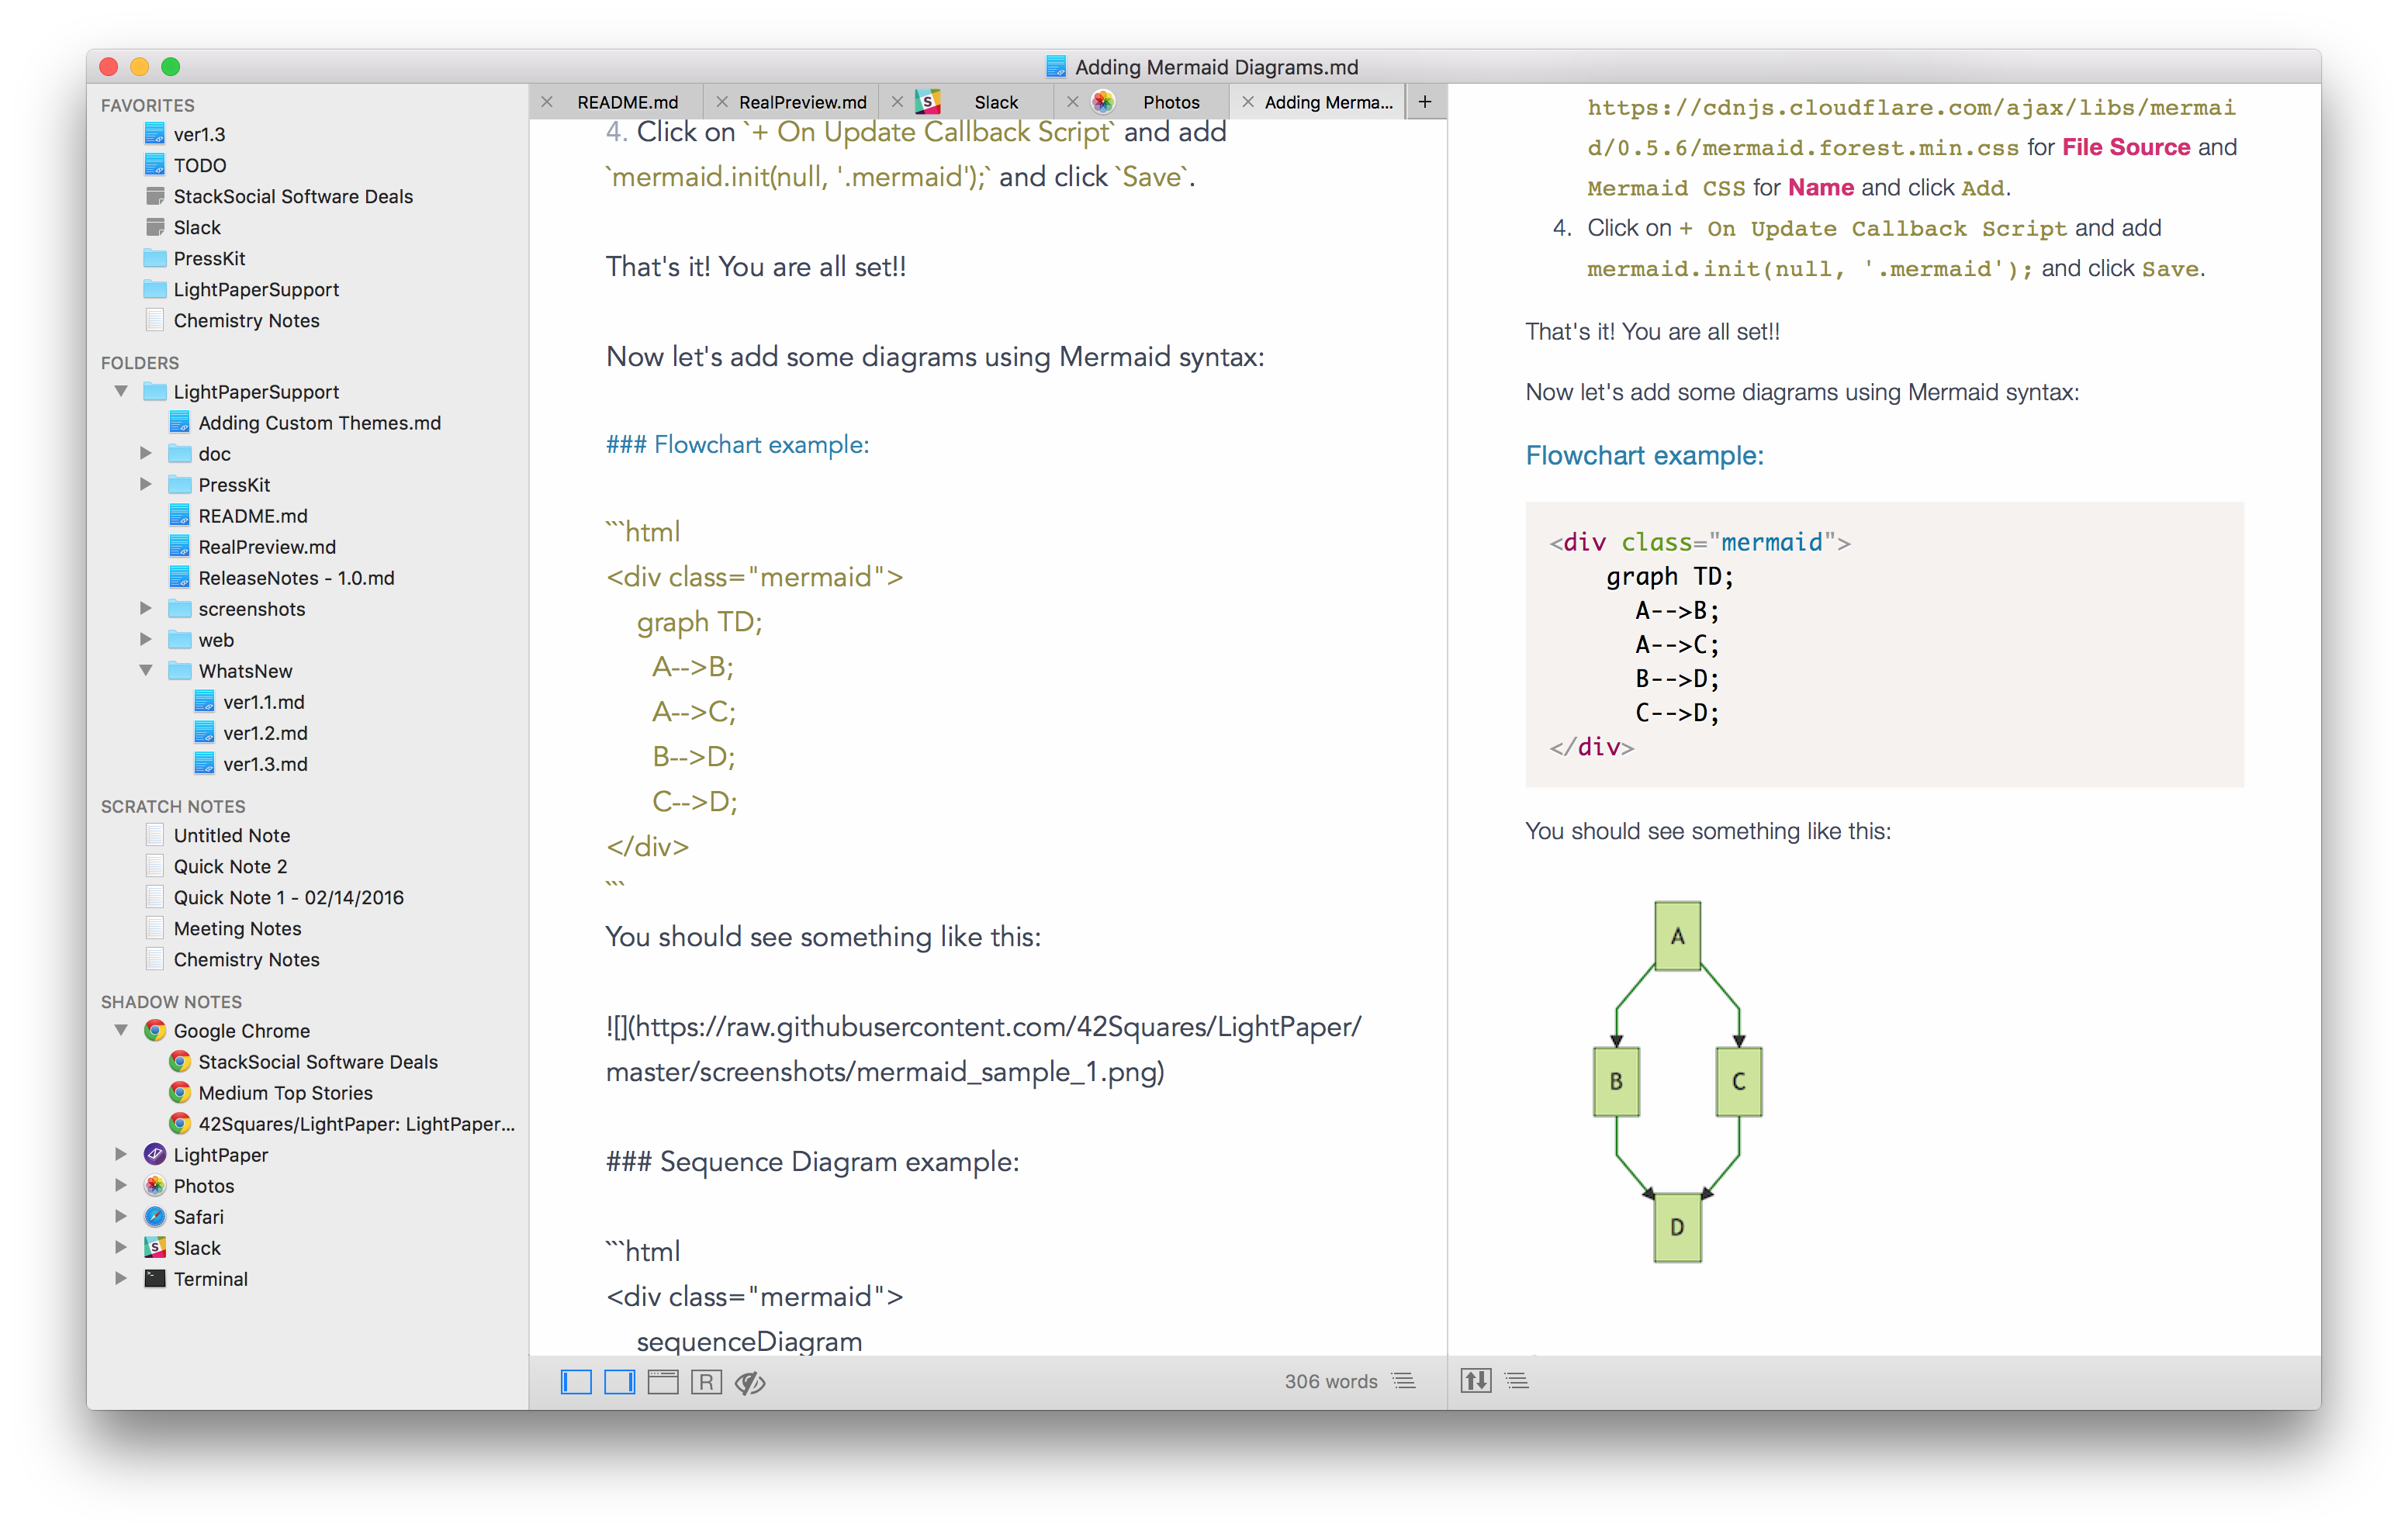 Adding Mermaid Diagrams.md
FAVORITES
ver1.3
TODO
StackSocial Software Deals
Slack
PressKit
LightPaperSupport
Chemistry Notes
FOLDERS
LightPaperSupport
Adding Custom Themes.md
doc
PressKit
README.md
RealPreview.md
ReleaseNotes - 1.0.md
screenshots
web
WhatsNew
ver1.1.md
ver1.2.md
ver1.3.md
SCRATCH NOTES
Untitled Note
Quick Note 2
Quick Note 1 - 02/14/2016
Meeting Notes
Chemistry Notes
SHADOW NOTES
Google Chrome
StackSocial Software Deals
Medium Top Stories
42Squares/LightPaper: LightPaper...
LightPaper
Photos
Safari
Slack
Terminal
README.md
RealPreview.md
Slack
Photos
Adding Merma...
+
4. Click on `+ On Update Callback Script` and add
`mermaid.init(null, '.mermaid');` and click `Save`.
That's it! You are all set!!
Now let's add some diagrams using Mermaid syntax:
### Flowchart example:
```html
<div class="mermaid">
graph TD;
A-->B;
A-->C;
B-->D;
C-->D;
</div>
```
You should see something like this:
![](https://raw.githubusercontent.com/42Squares/LightPaper/
master/screenshots/mermaid_sample_1.png)
### Sequence Diagram example:
```html
<div class="mermaid">
sequenceDiagram
R
306 words
https://cdnjs.cloudflare.com/ajax/libs/mermai
d/0.5.6/mermaid.forest.min.css for File Source and
Mermaid CSS for Name and click Add.
4. Click on + On Update Callback Script and add
mermaid.init(null, '.mermaid'); and click Save.
That's it! You are all set!!
Now let's add some diagrams using Mermaid syntax:
Flowchart example:
<div class="mermaid">
graph TD;
A-->B;
A-->C;
B-->D;
C-->D;
</div>
You should see something like this:
A
B C
D